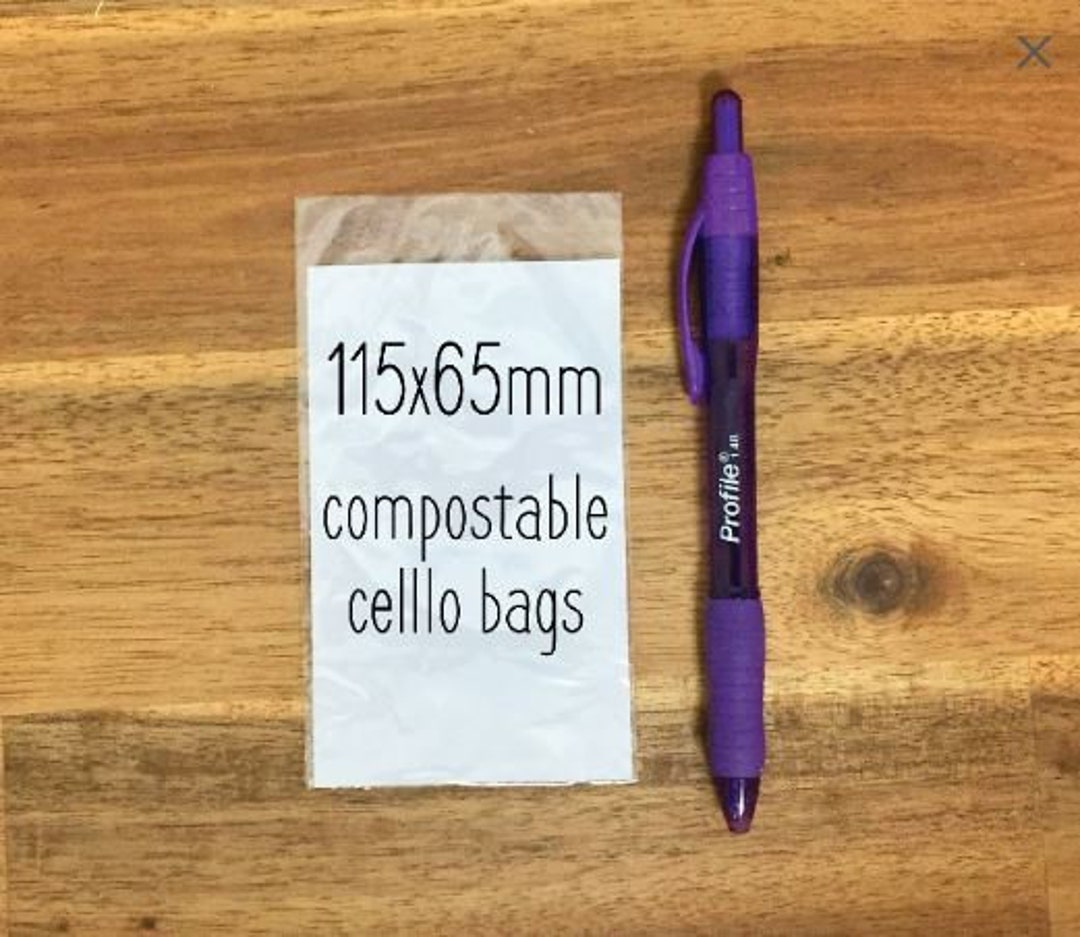 115x65mm
compostable
celllo bags
Profile®